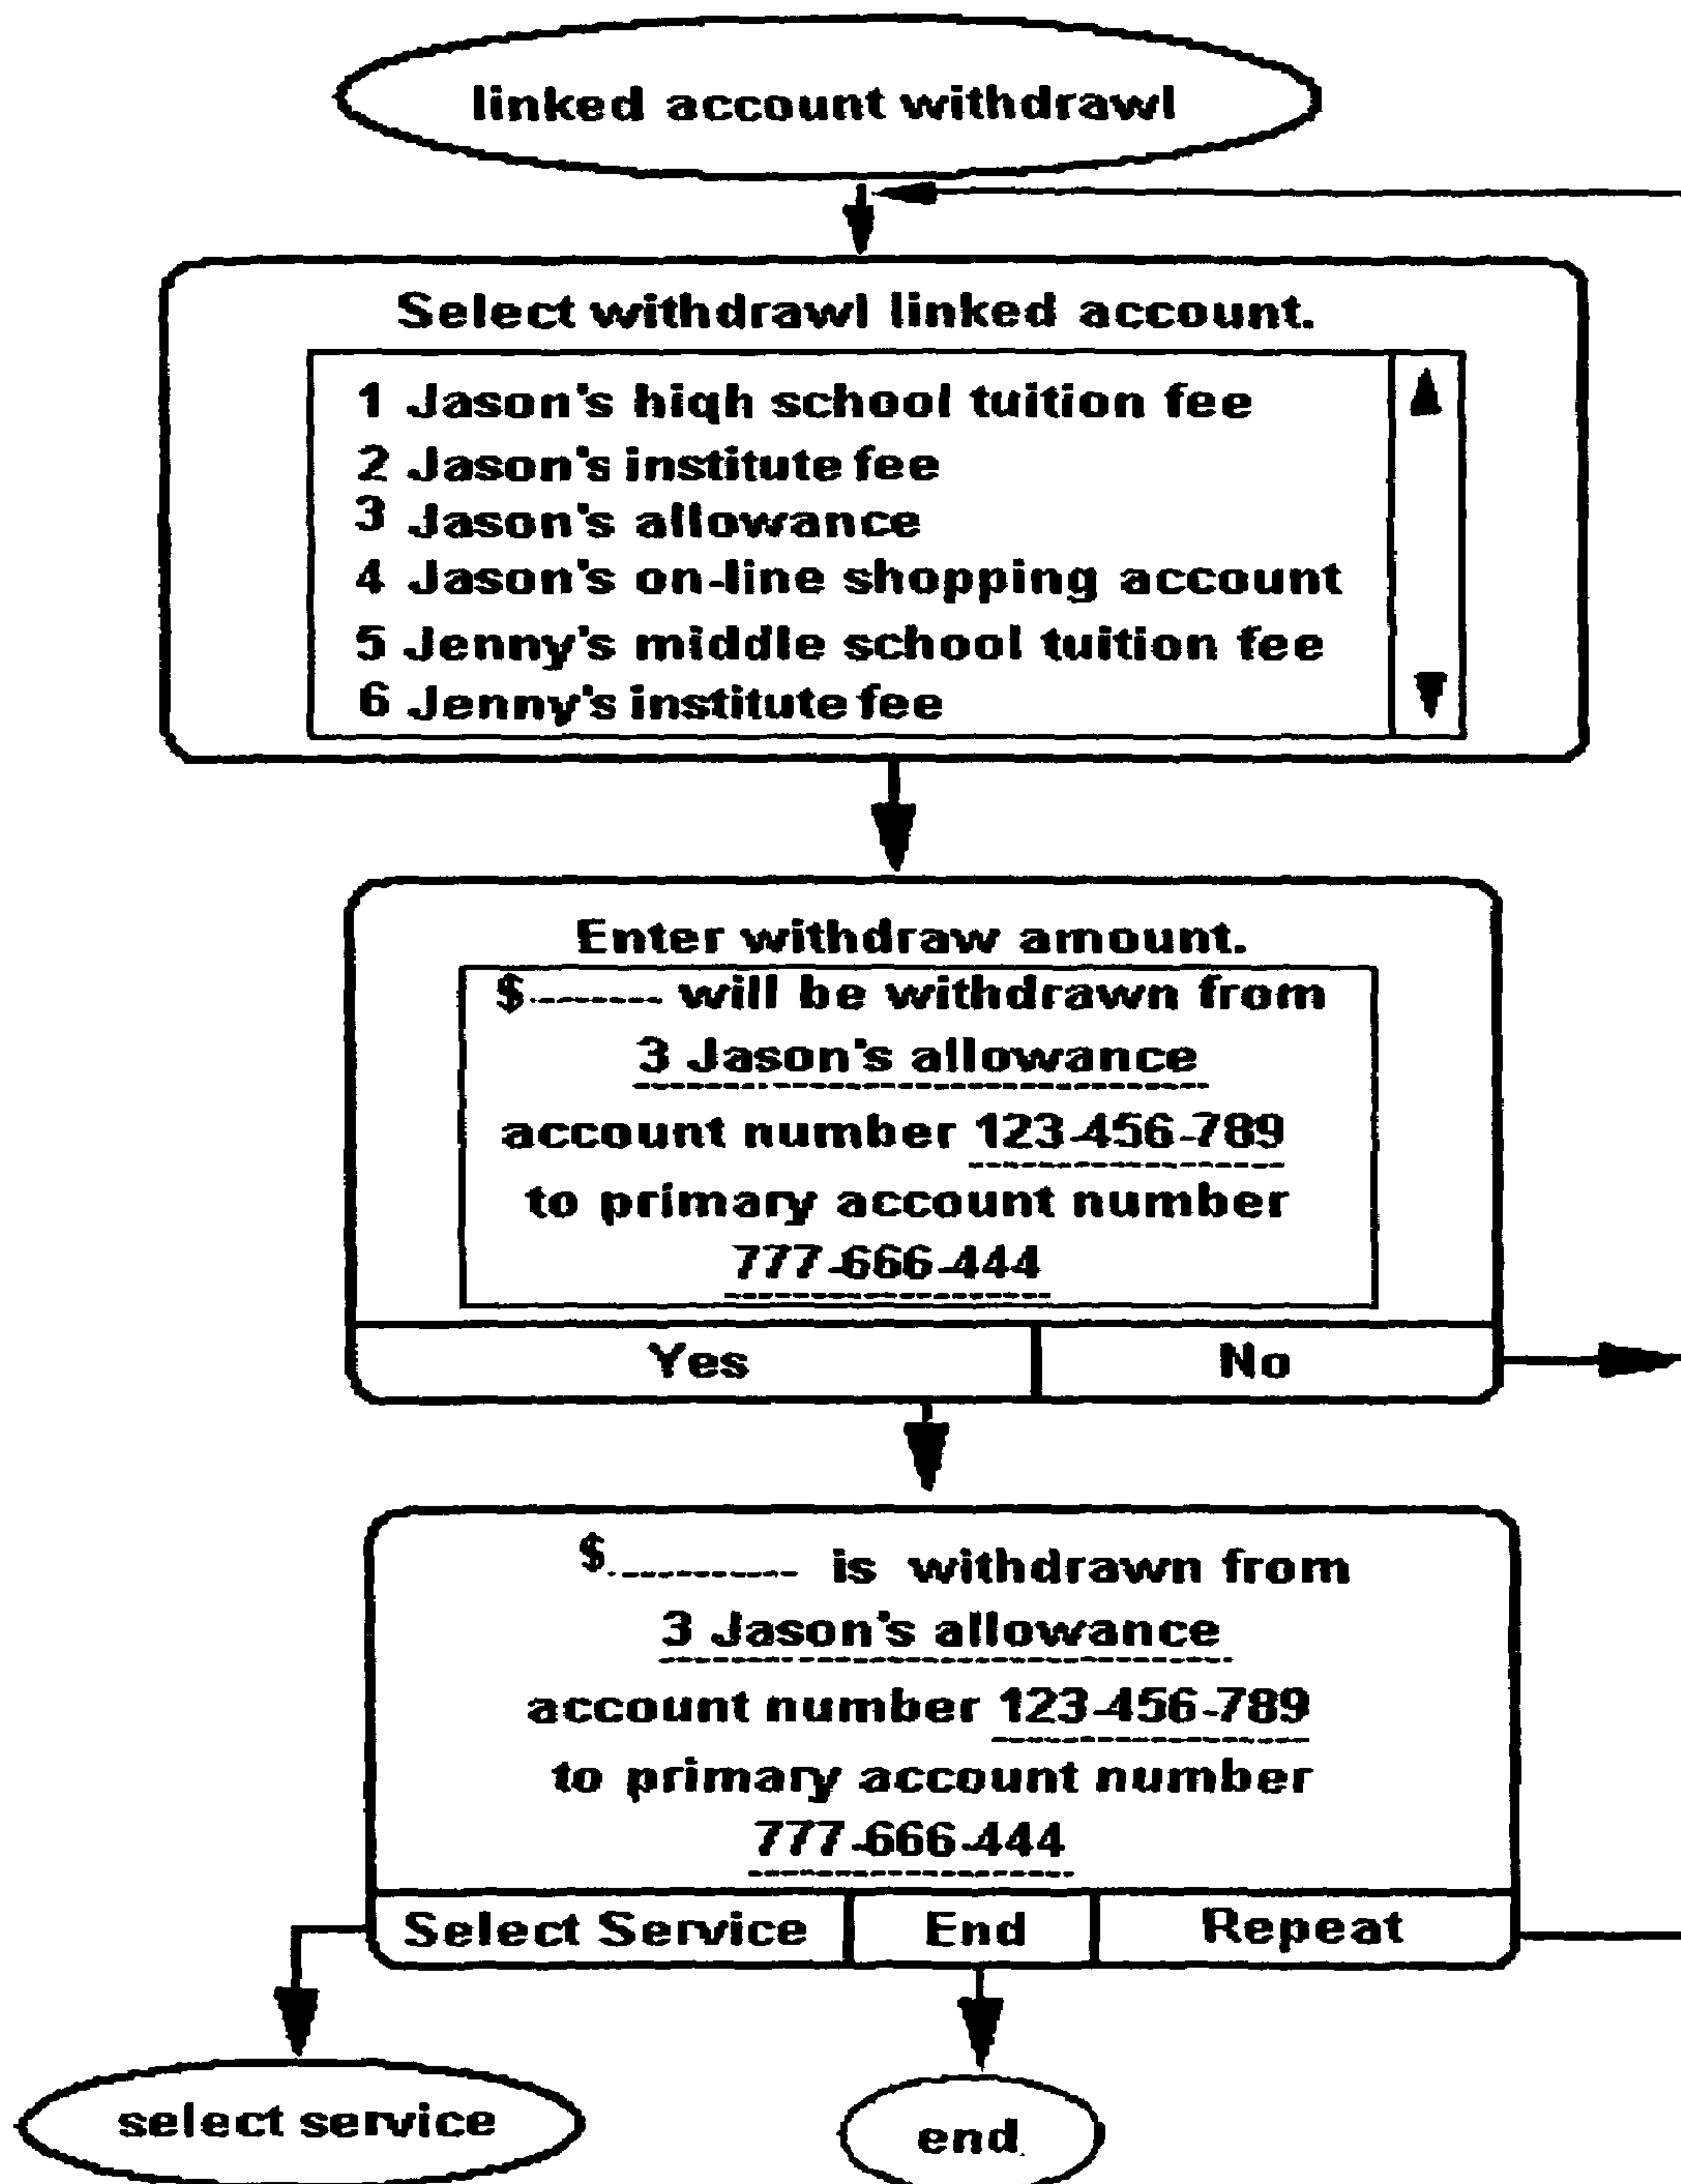 linked account withdrawl
Select withdrawl linked account.
1 Jason's high school tuition fee
2 Jason's institute fee
3 Jason's allowance
4 Jason's on-line shopping account
5 Jenny's middle school tuition fee
6 Jenny's institute fee
Enter withdraw amount.
$-------- will be withdrawn from
3 Jason's allowance
account number 123-456-789
to primary account number
777-666-444
Yes No
$---------- is withdrawn from
3 Jason's allowance
account number 123-456-789
to primary account number
777-666-444
Select Service End Repeat
select service
end